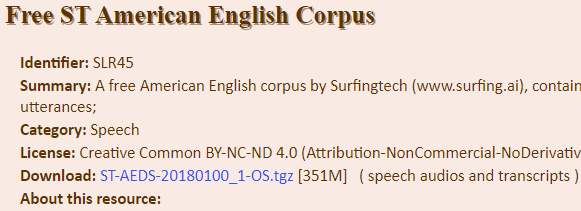 Free ST American English Corpus
Identifier: SLR45
Summary: A free American English corpus by Surfingtech (www.surfing.ai), contain
utterances;
Category: Speech
License: Creative Common BY-NC-ND 4.0 (Attribution-NonCommercial-NoDerivativ
Download: ST-AEDS-20180100_1-OS.tgz [351M] ( speech audios and transcripts )
About this resource: